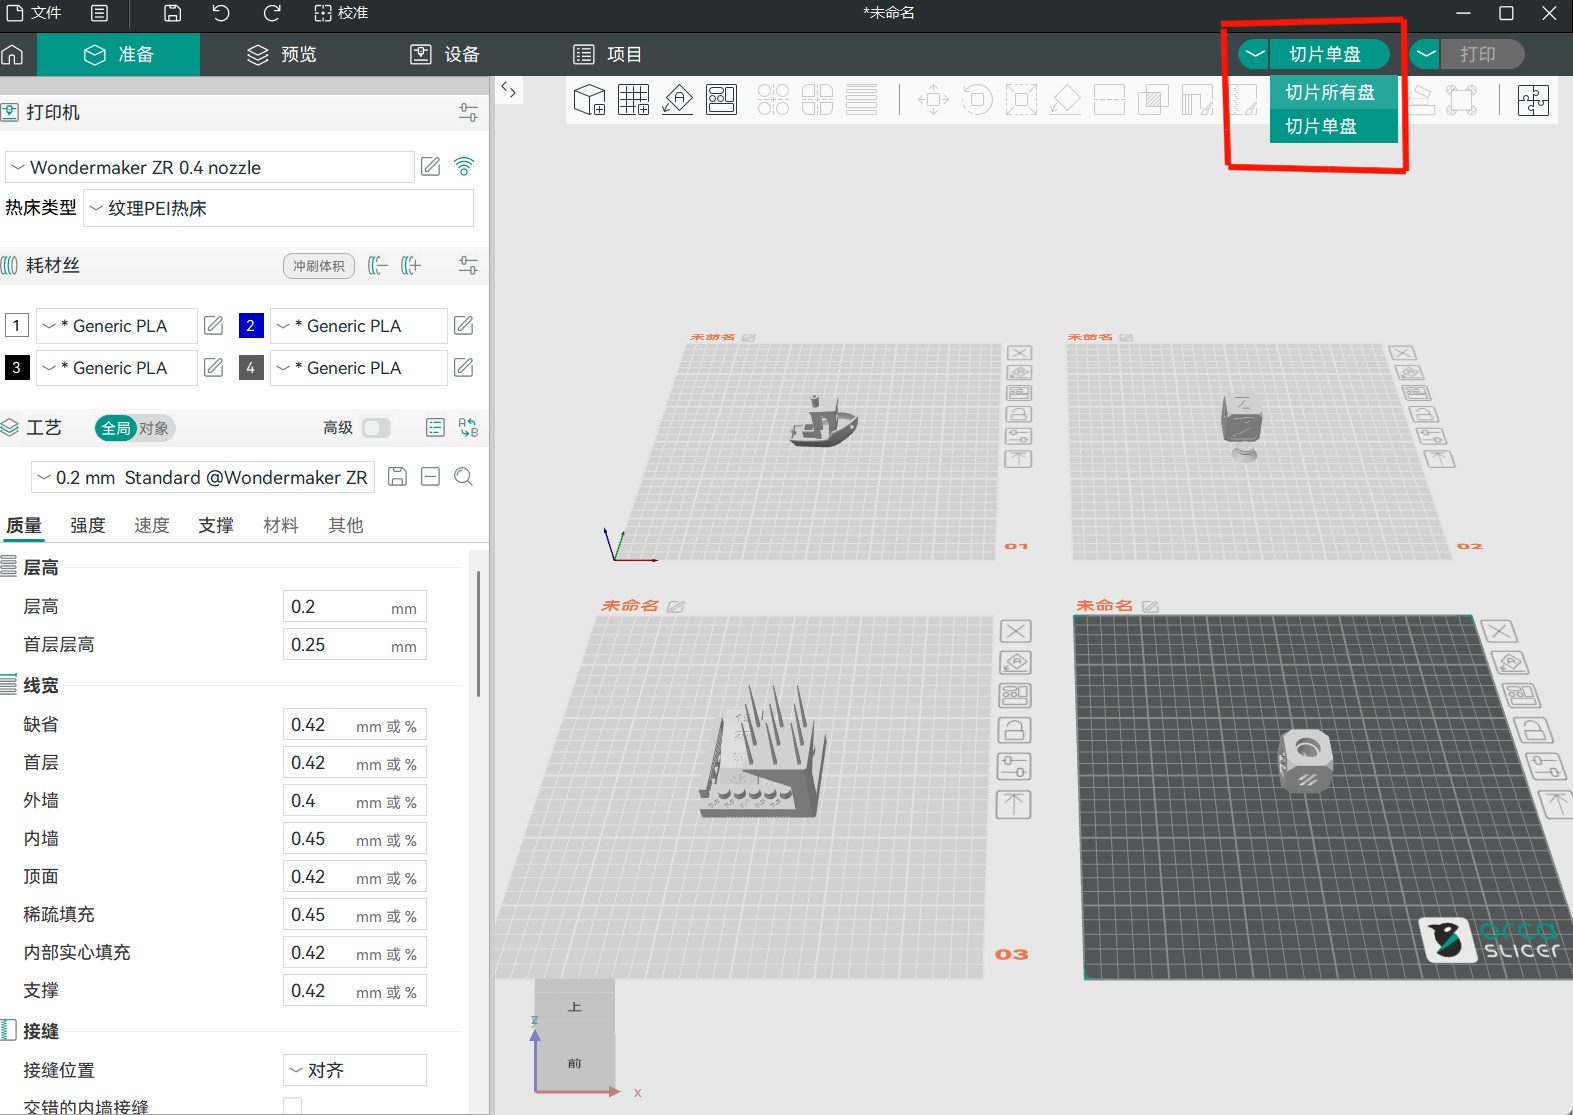 文件
校准
*未命名
准备
预览
设备
项目
切片单盘
打印
切片所有盘
切片单盘
打印机
Wondermaker ZR 0.4 nozzle
热床类型 纹理PEI热床
耗材丝 冲刷体积
1 * Generic PLA 2 * Generic PLA
3 * Generic PLA 4 * Generic PLA
工艺 全局 对象 高级
0.2 mm Standard @Wondermaker ZR
质量 强度 速度 支撑 材料 其他
层高
层高 0.2 mm
首层层高 0.25 mm
线宽
缺省 0.42 mm 或 %
首层 0.42 mm 或 %
外墙 0.4 mm 或 %
内墙 0.45 mm 或 %
顶面 0.42 mm 或 %
稀疏填充 0.45 mm 或 %
内部实心填充 0.42 mm 或 %
支撑 0.42 mm 或 %
接缝
接缝位置 对齐
交错的内墙接缝
未命名
未命名
01
02
未命名
未命名
03
orca
SLICER
上
前
Z
X